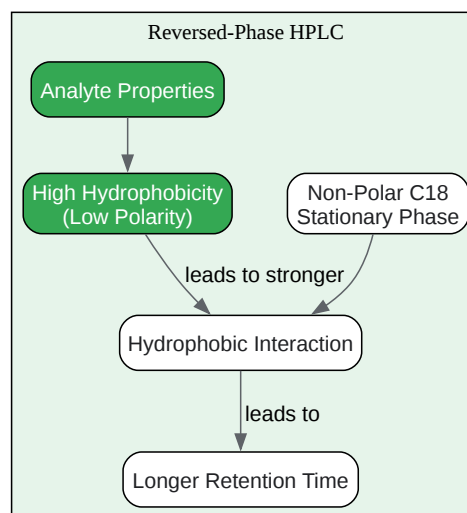 Reversed-Phase HPLC
Analyte Properties
High Hydrophobicity
(Low Polarity)
Non-Polar C18
Stationary Phase
leads to stronger
Hydrophobic Interaction
leads to
Longer Retention Time